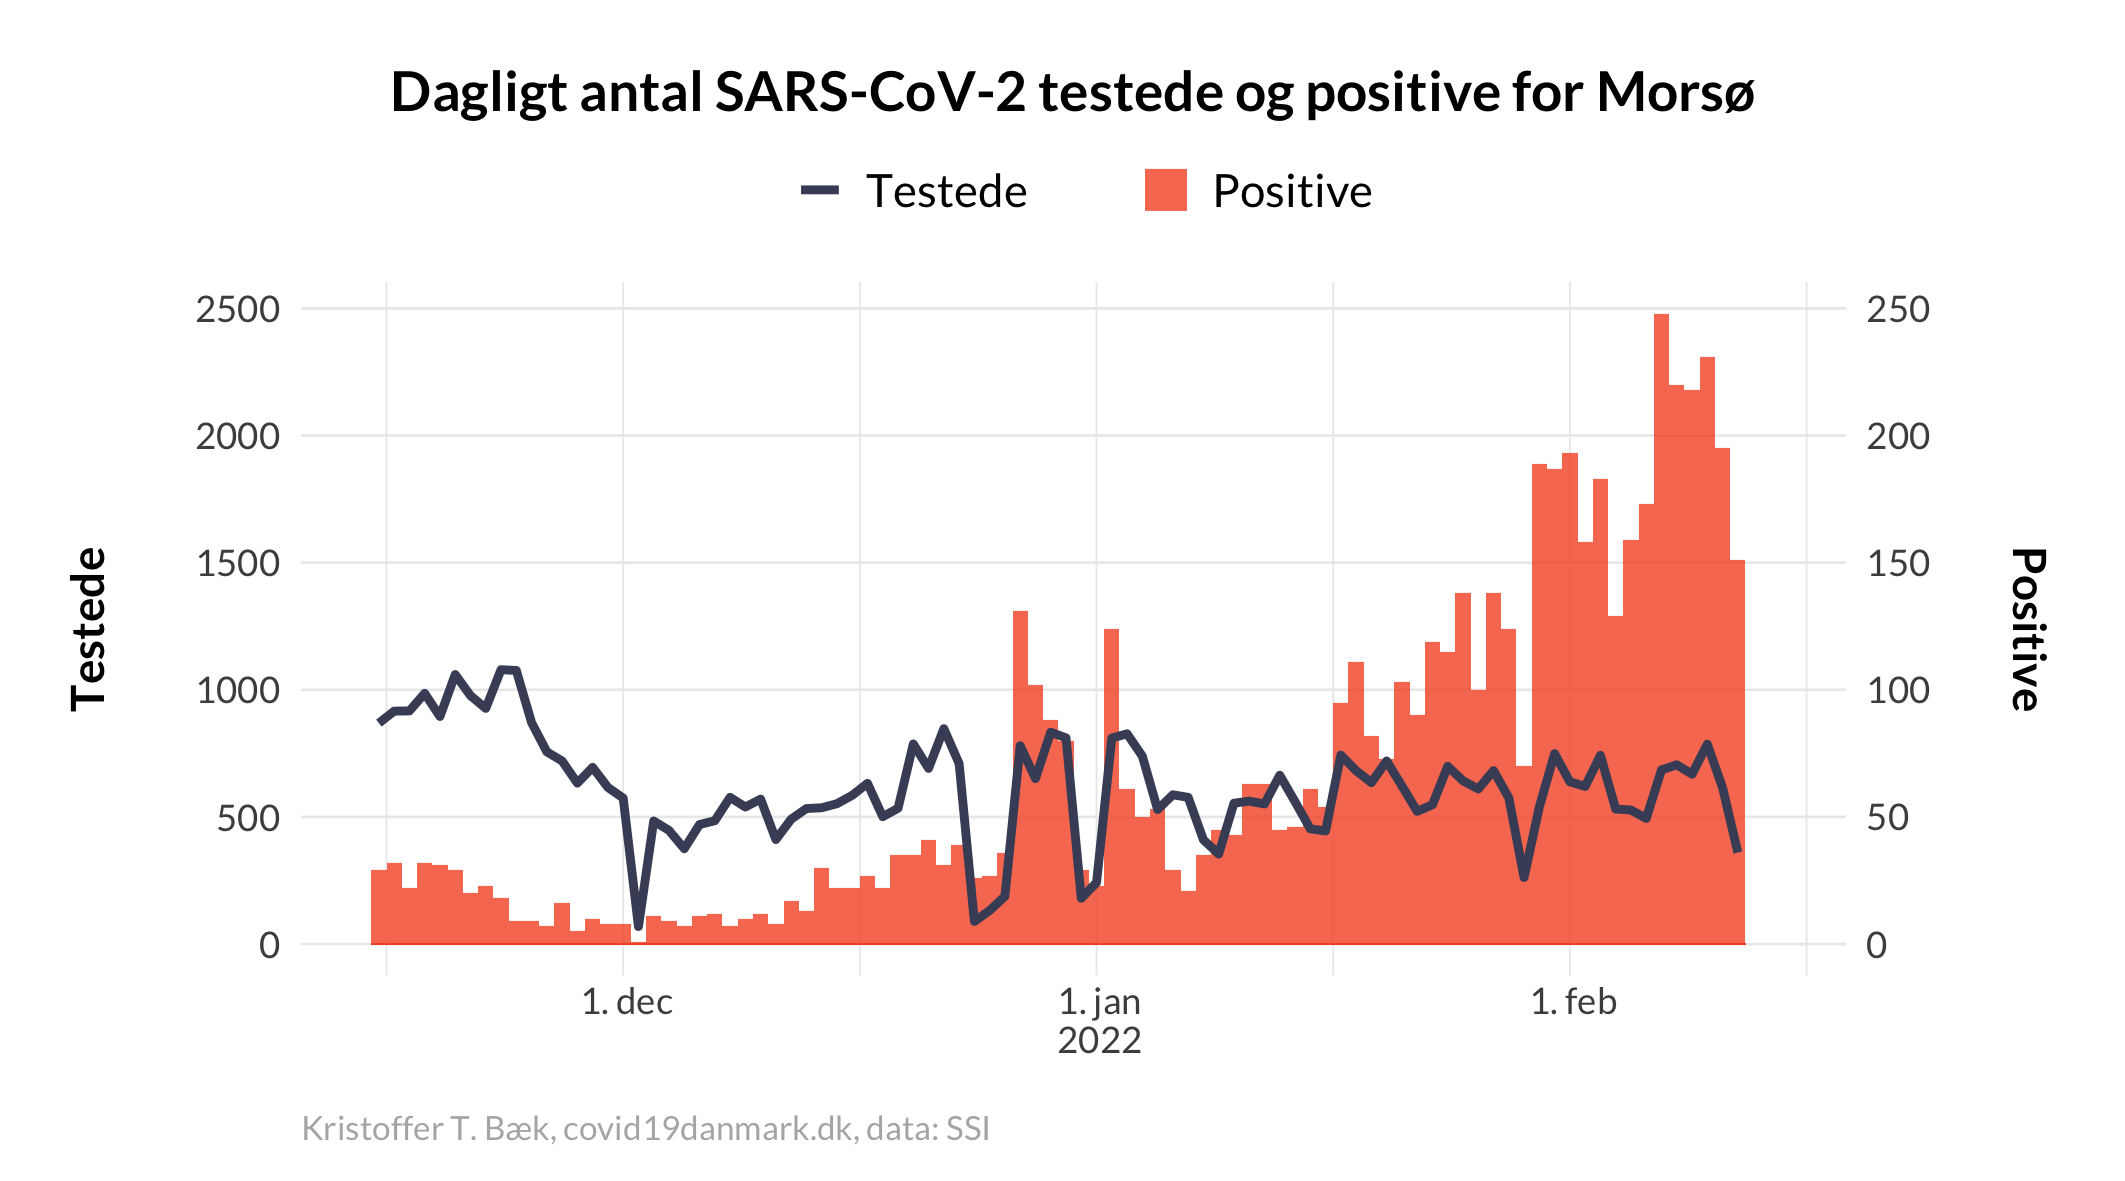 Dagligt antal SARS-CoV-2 testede og positive for Morsø
Testede
Positive
2500
2000
1500
1000
500
0
Testede
250
200
150
100
50
0
Positive
1. dec
1. jan
2022
1. feb
Kristoffer T. Bæk, covid19danmark.dk, data: SSI